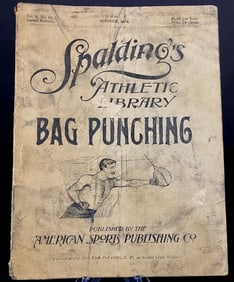 Spalding's
ATHLETIC
LIBRARY
BAG PUNCHING
PUBLISHED BY THE
AMERICAN SPORTS PUBLISHING CO